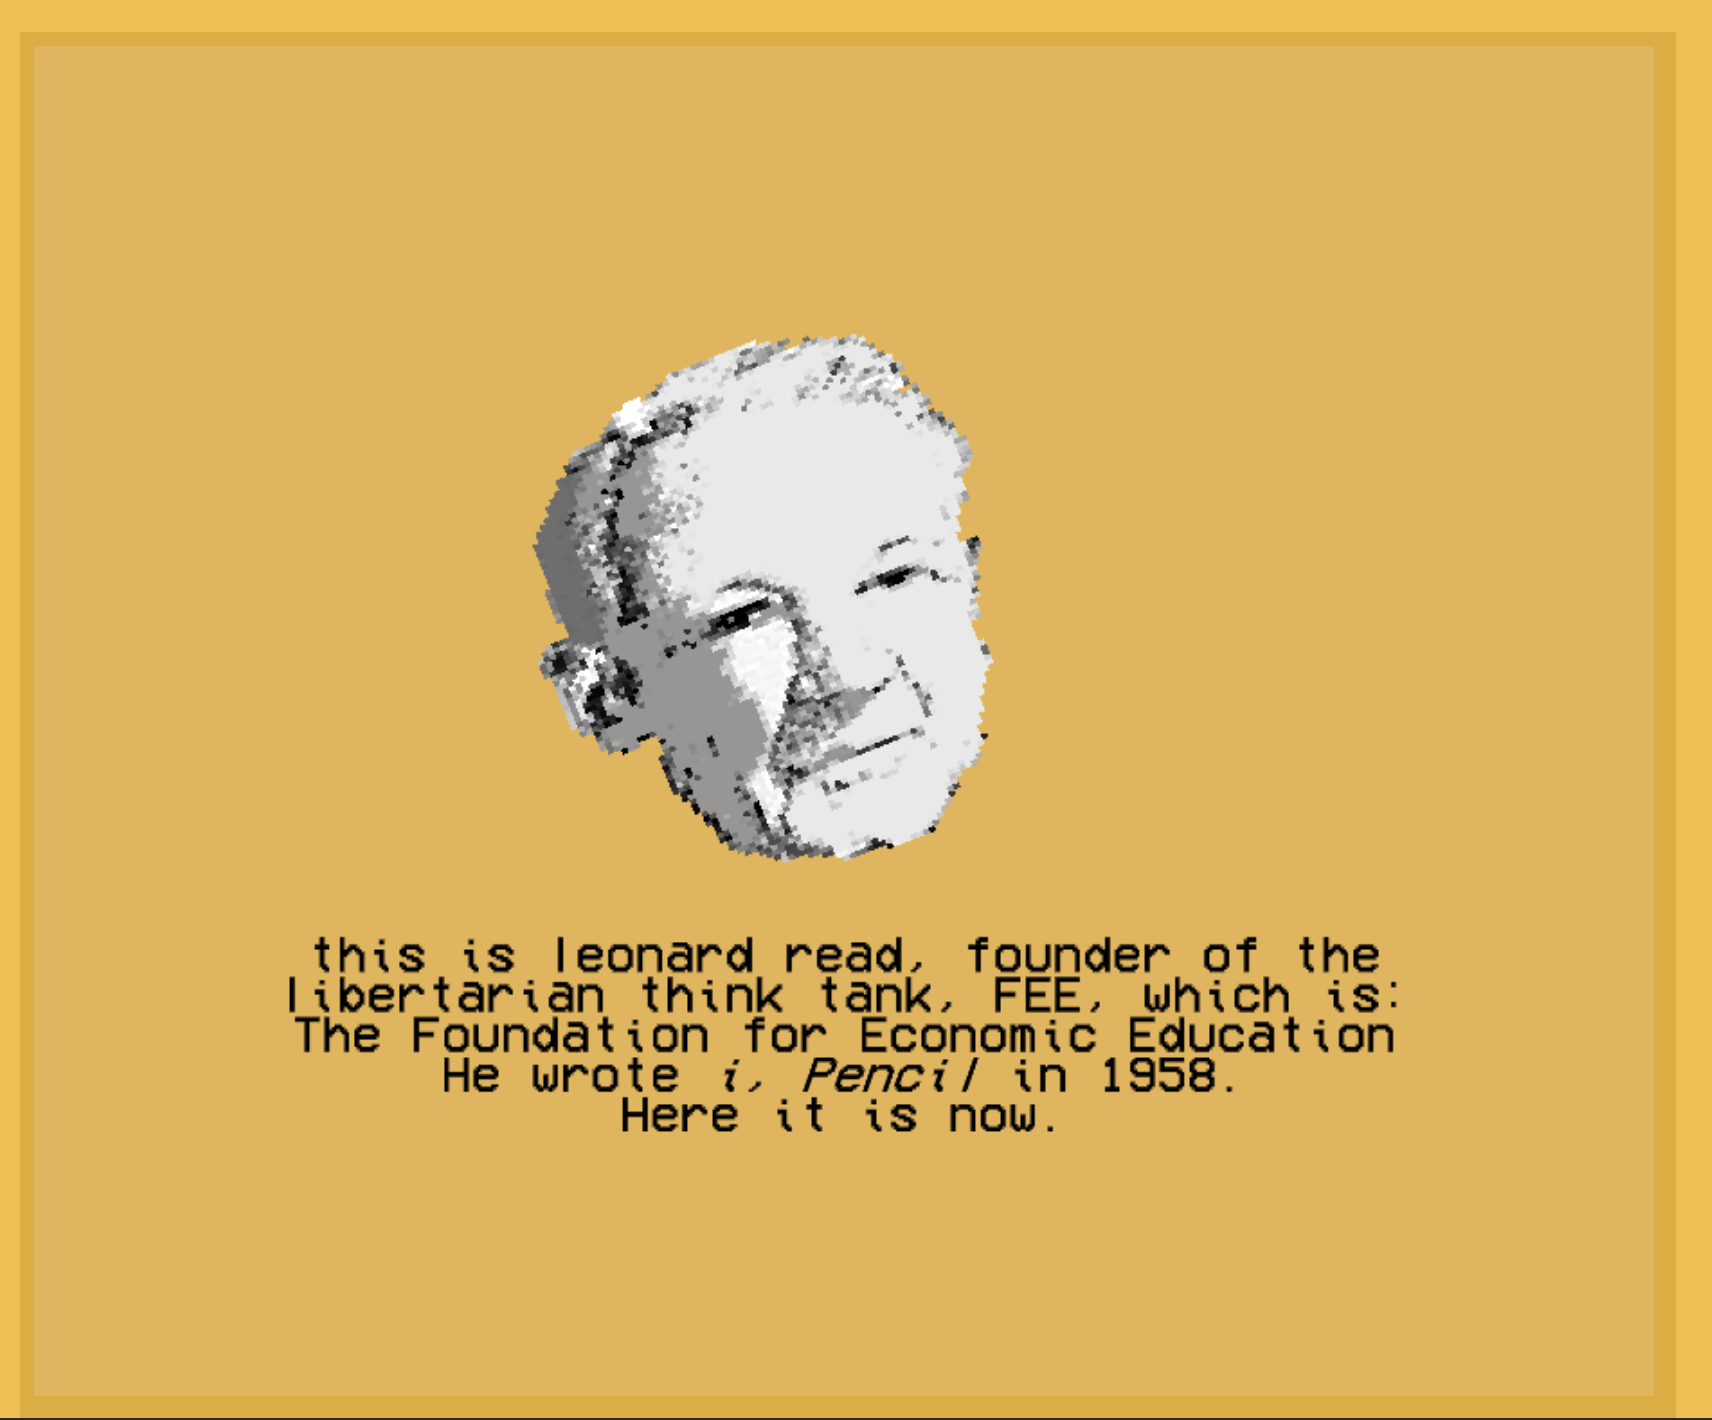 this is leonard read, founder of the
libertarian think tank, FEE, which is:
The Foundation for Economic Education
He wrote i, Pencil in 1958.
Here it is now.